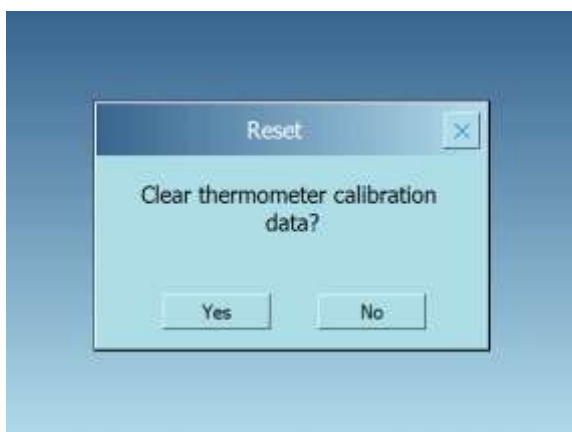 Reset
Clear thermometer calibration
data?
Yes No